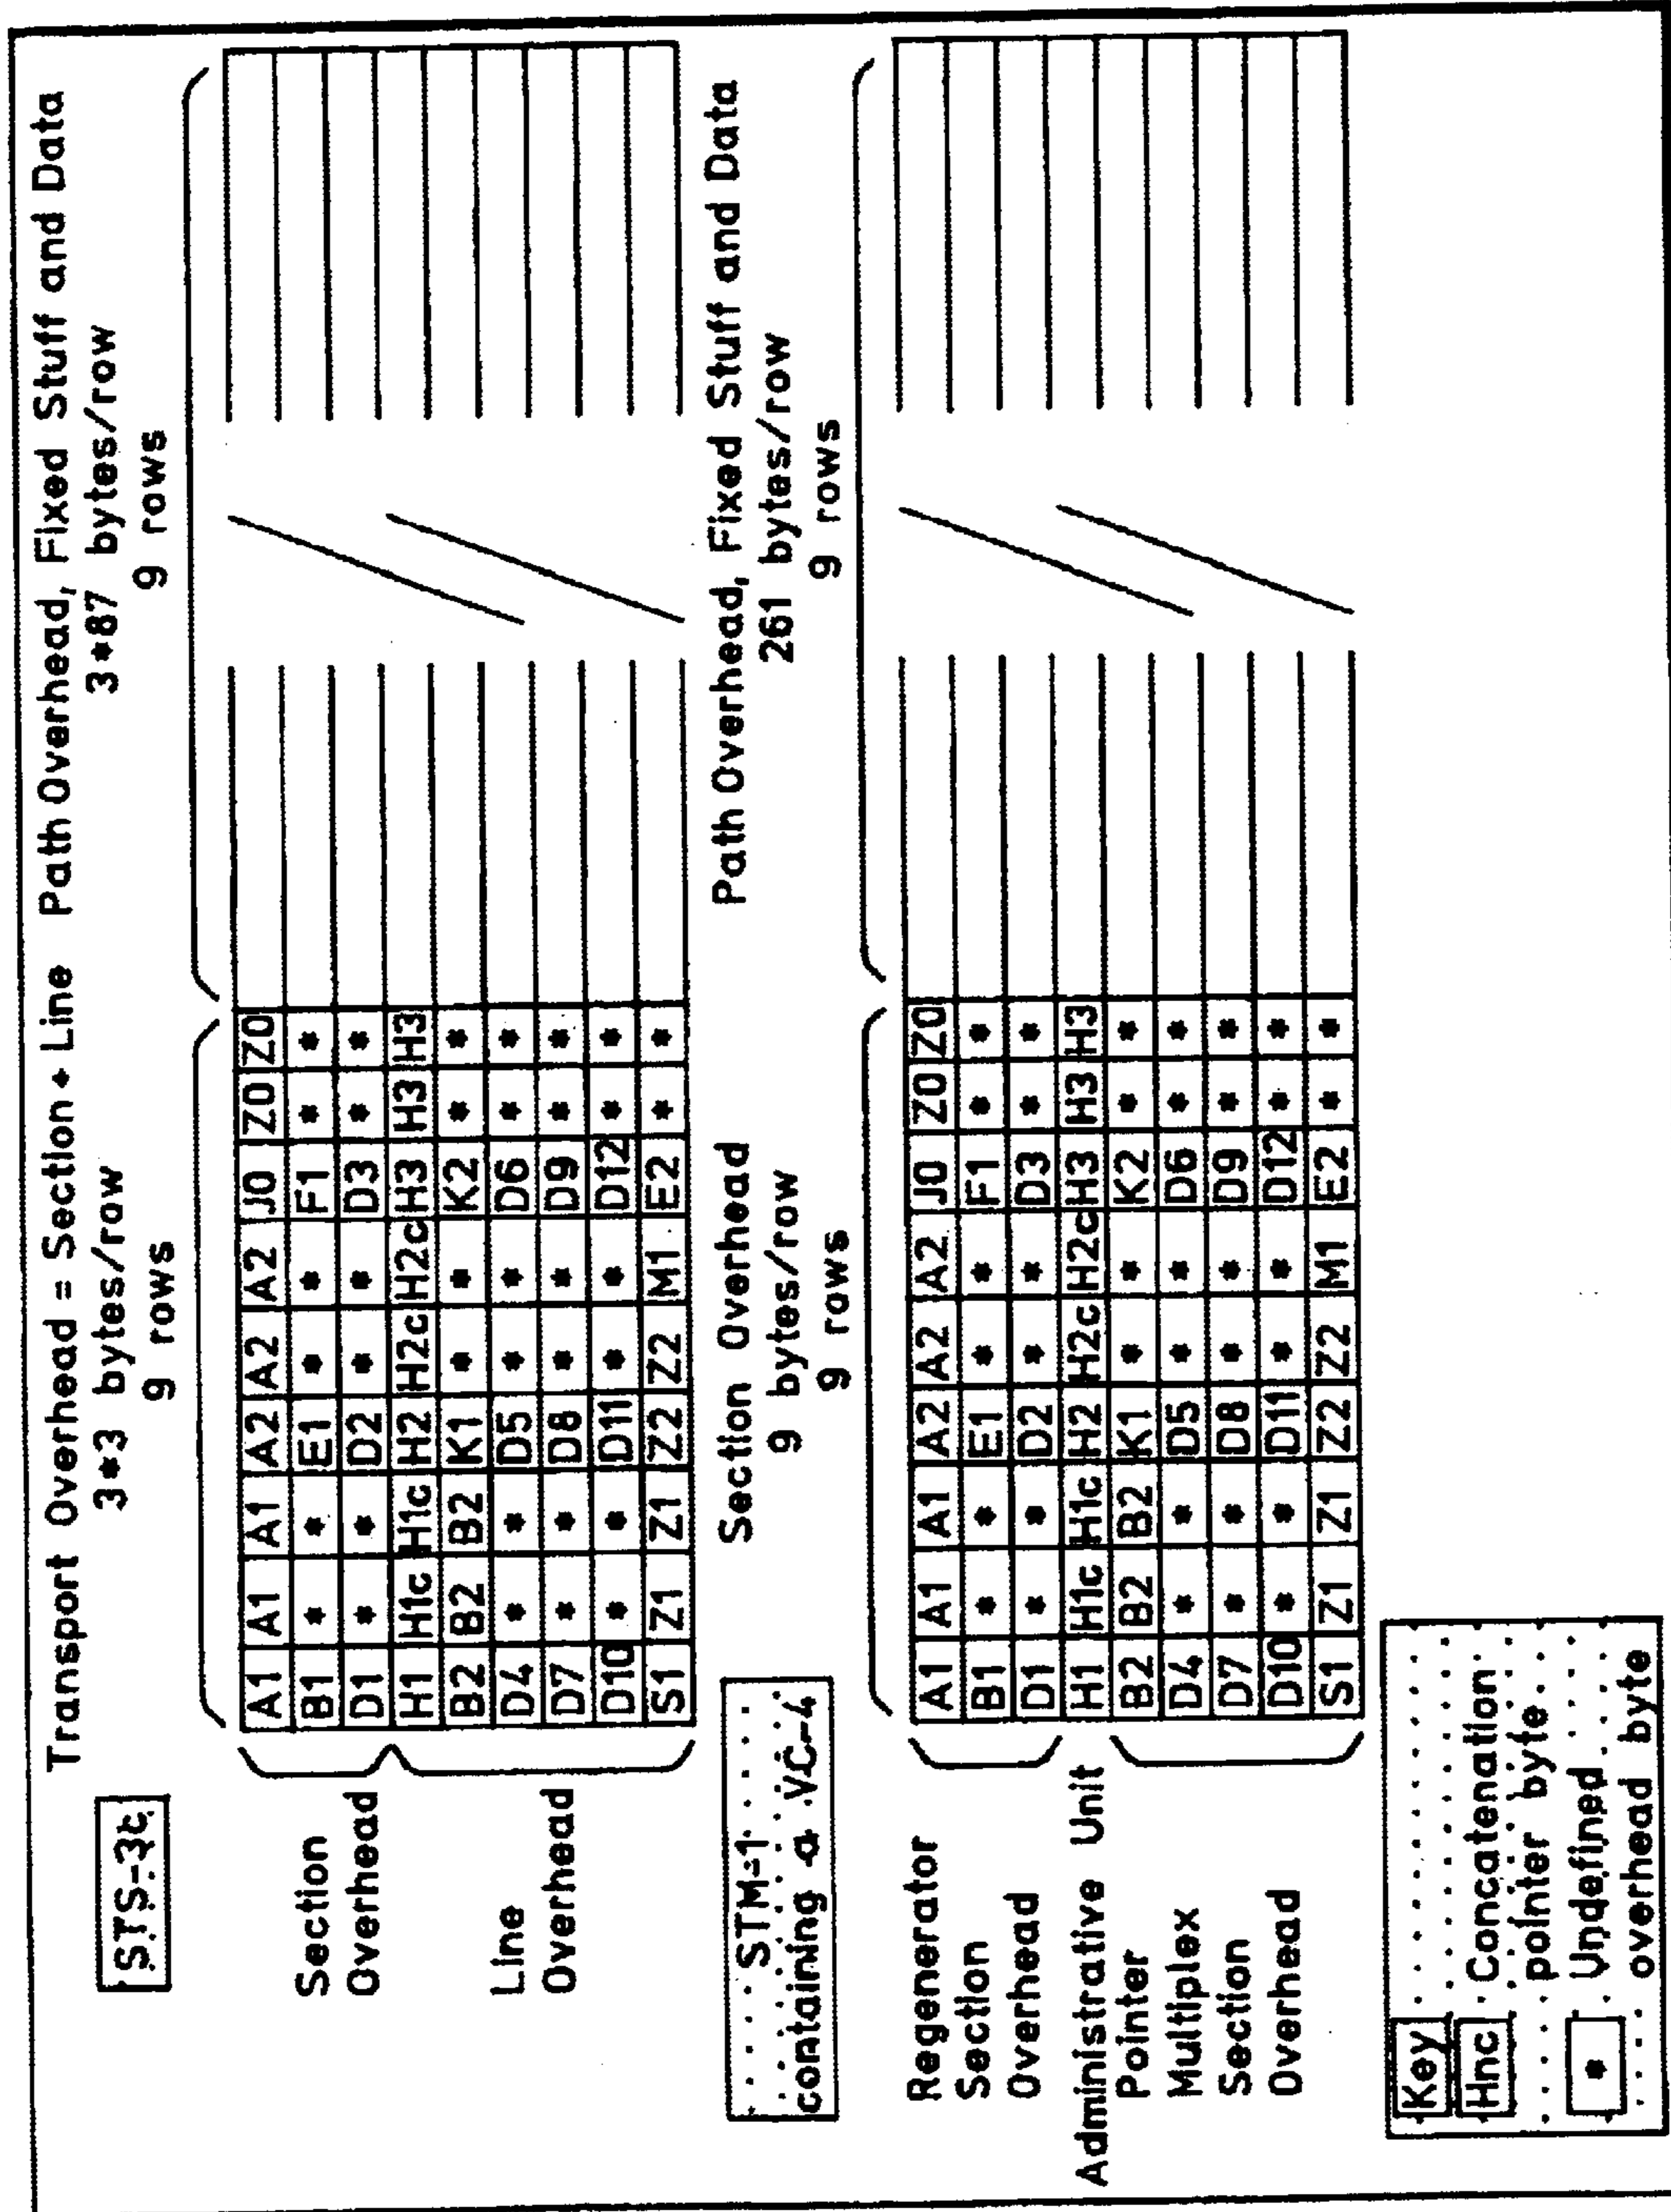 Transport Overhead = Section + Line
3*3 bytes/row
9 rows
Path Overhead, Fixed Stuff and Data
3*87 bytes/row
9 rows
STS-3c
Section
Overhead
Line
Overhead
A1 A1 A1 A2 A2 A2 J0 Z0 Z0
B1 * * E1 * * F1 * *
D1 * * D2 * * D3 * *
H1 H1c H1c H2 H2c H2c H3 H3 H3
B2 B2 B2 K1 * * K2 * *
D4 * * D5 * * D6 * *
D7 * * D8 * * D9 * *
D10 * * D11 * * D12 * *
S1 Z1 Z1 Z2 Z2 M1 E2 * *
STM-1
containing a VC-4
Section Overhead
9 bytes/row
9 rows
Path Overhead, Fixed Stuff and Data
261 bytes/row
9 rows
Regenerator
Section
Overhead
Administrative Unit
Pointer
Multiplex
Section
Overhead
A1 A1 A1 A2 A2 A2 J0 Z0 Z0
B1 * * E1 * * F1 * *
D1 * * D2 * * D3 * *
H1 H1c H1c H2 H2c H2c H3 H3 H3
B2 B2 B2 K1 * * K2 * *
D4 * * D5 * * D6 * *
D7 * * D8 * * D9 * *
D10 * * D11 * * D12 * *
S1 Z1 Z1 Z2 Z2 M1 E2 * *
Key
Hnc Concatenation
pointer byte
* Undefined
overhead byte